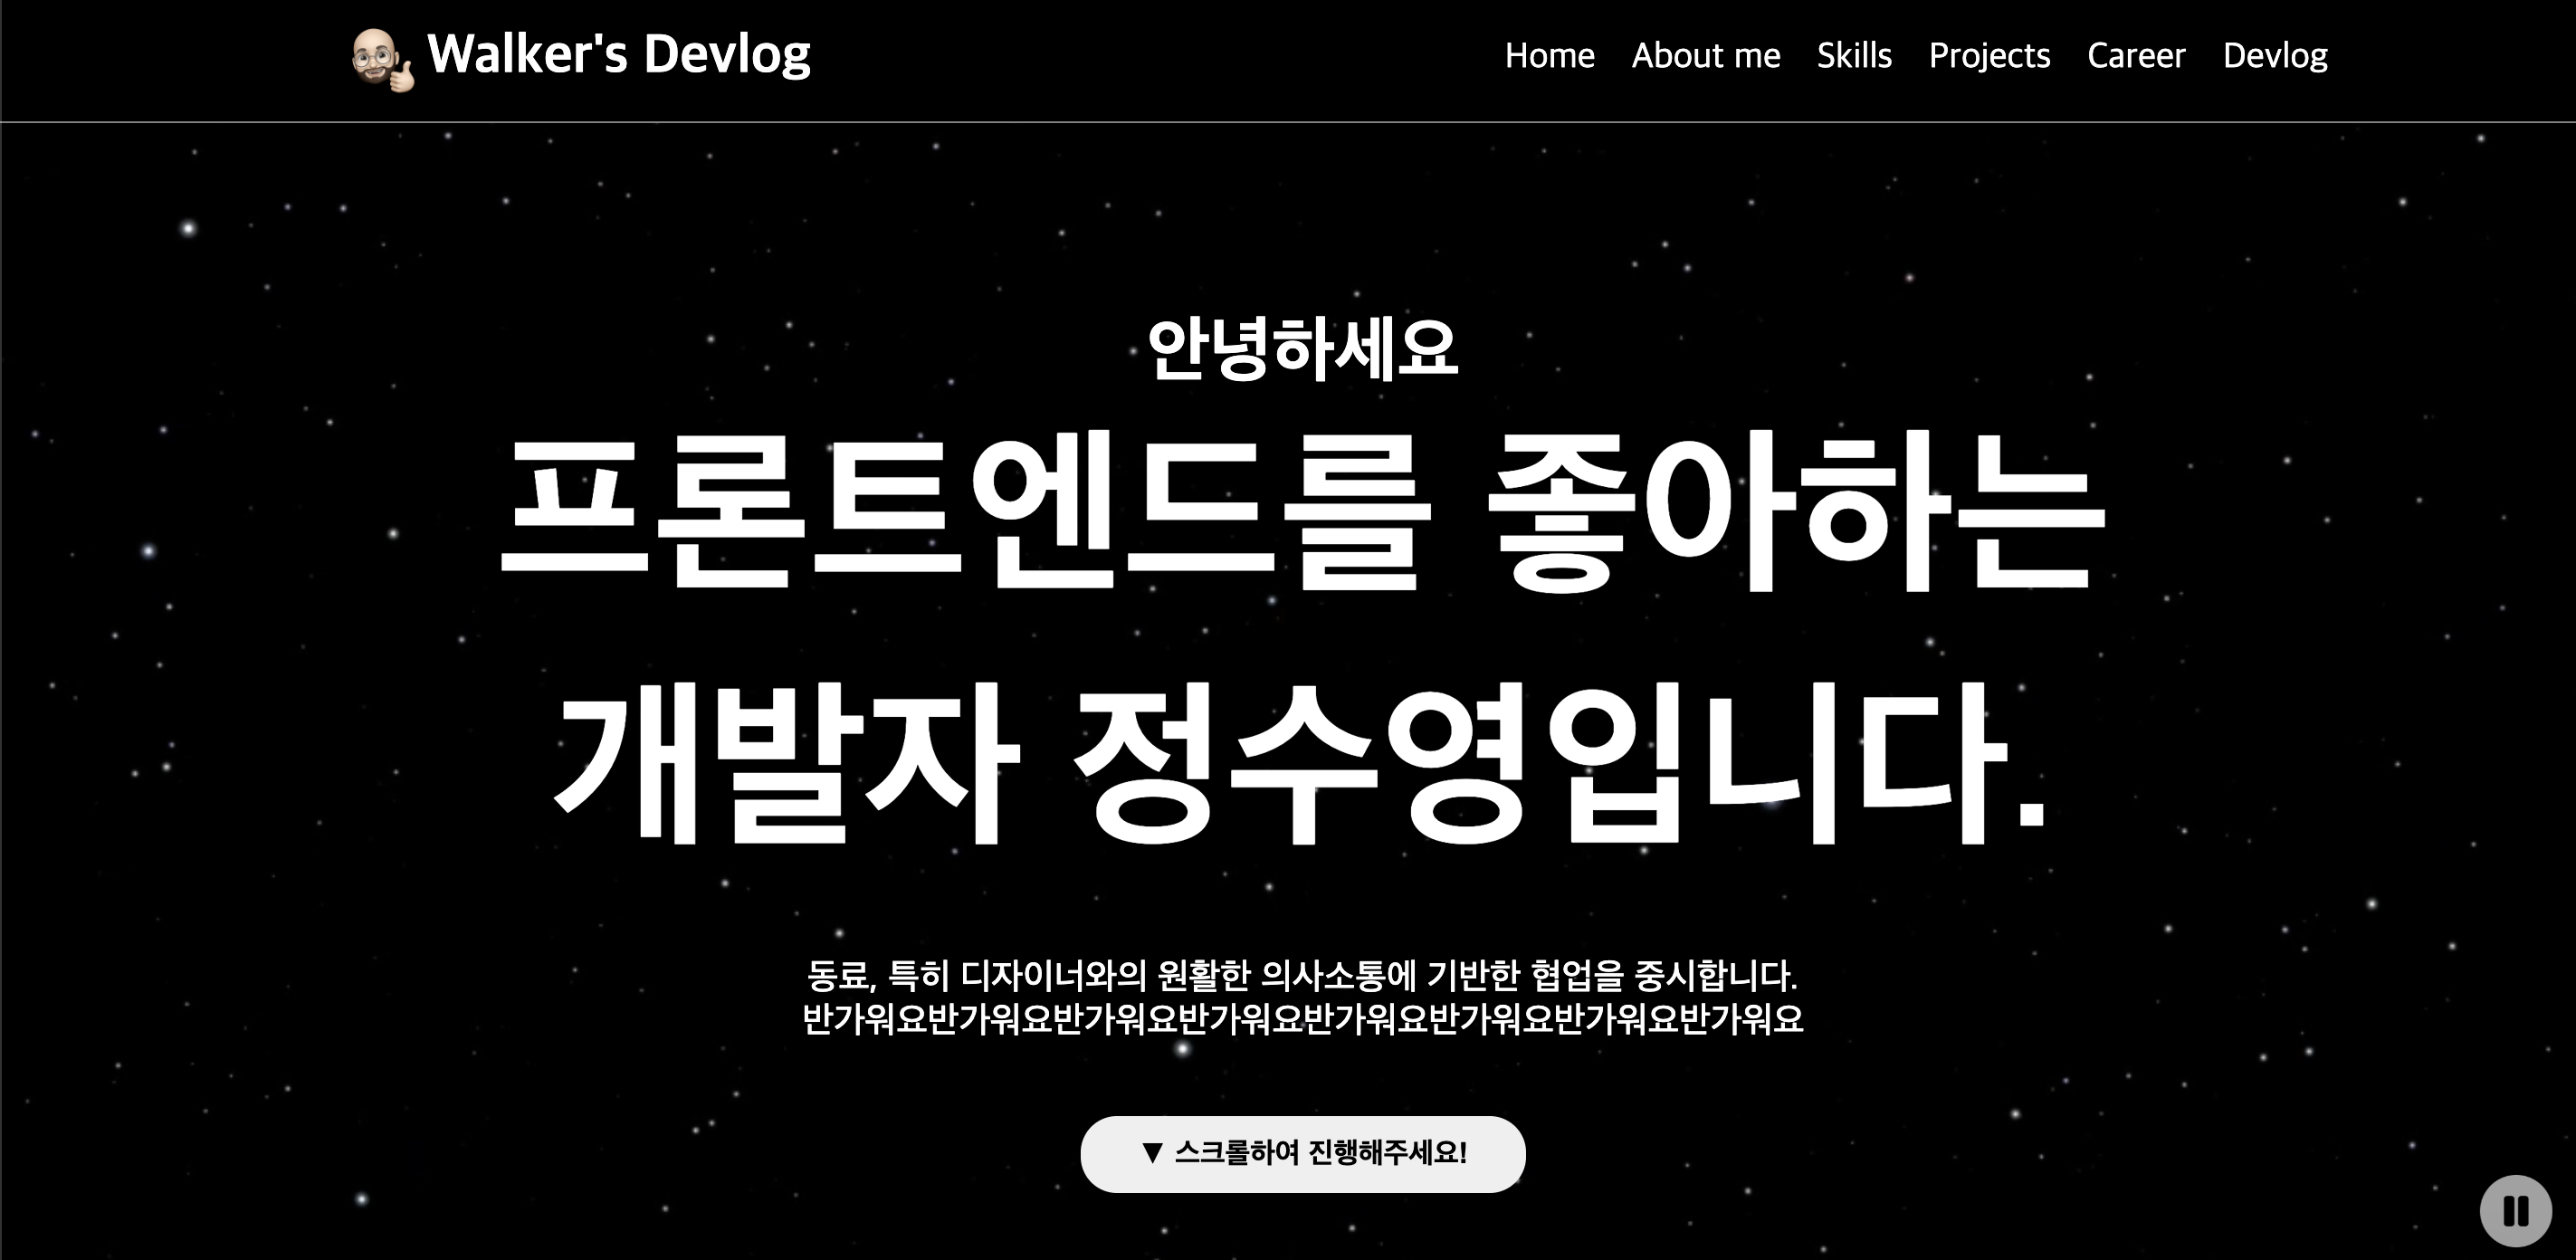 Walker's Devlog
Home About me Skills Projects Career Devlog
안녕하세요
프론트엔드를 좋아하는
개발자 정수영입니다.
동료, 특히 디자이너와의 원활한 의사소통에 기반한 협업을 중시합니다.
반가워요반가워요반가워요반가워요반가워요반가워요반가워요반가워요
▼ 스크롤하여 진행해주세요!